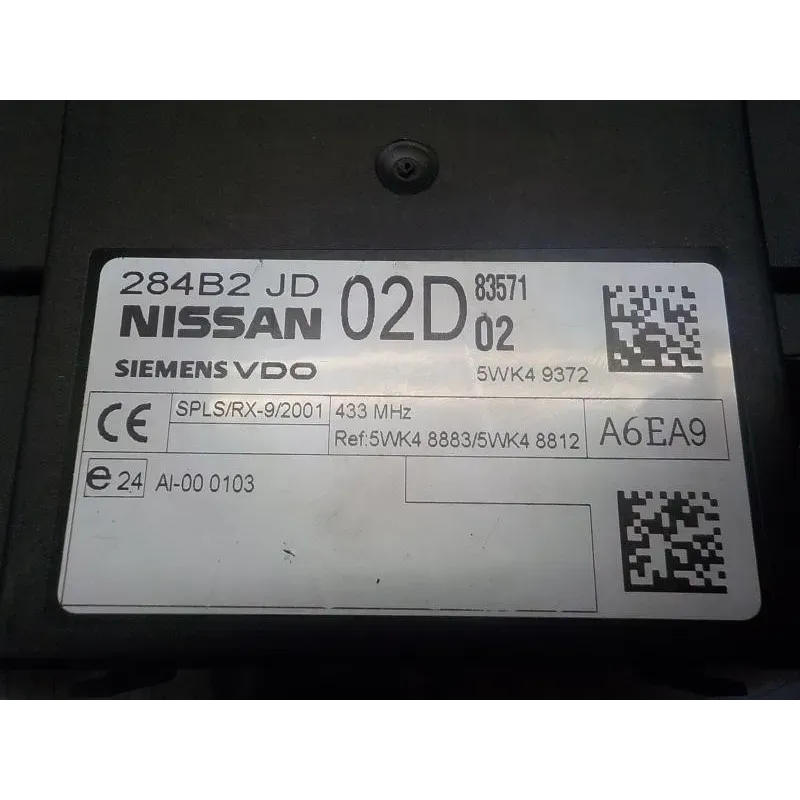 284B2 JD 02D 83571
NISSAN 02
SIEMENS VDO 5WK4 9372
CE SPLS/RX-9/2001 433 MHz A6EA9
Ref:5WK4 8883/5WK4 8812
e24 AI-00 0103